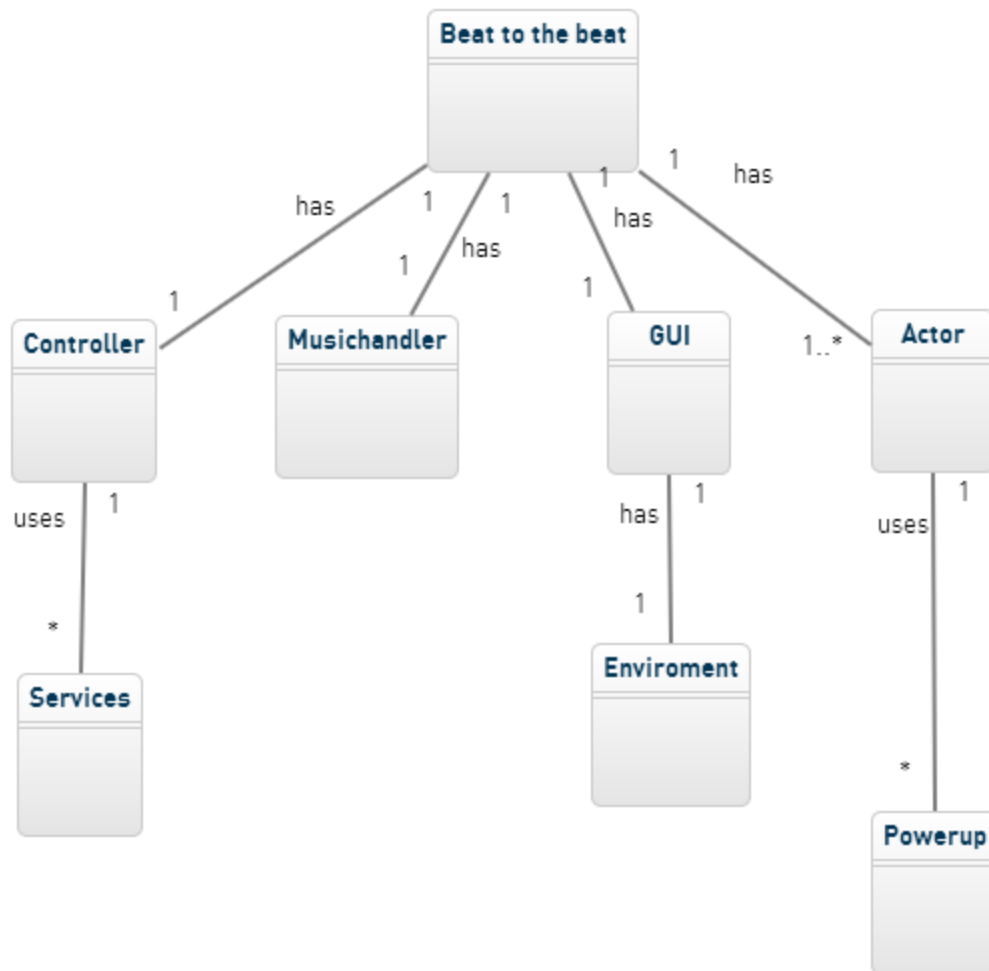 Beat to the beat
1
has
1
1
1
has
has
1
1
1
1
1..*
Controller
Musichandler
GUI
Actor
uses
1
has
1
uses
1
*
1
Services
Enviroment
*
Powerup